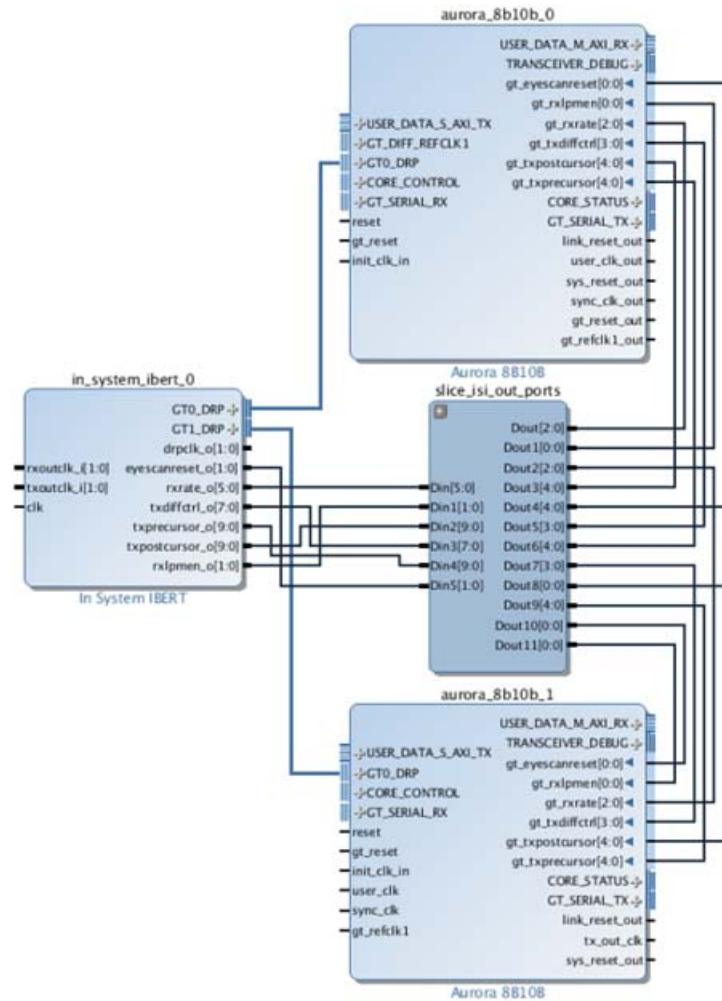 aurora_8b10b_0
USER_DATA_M_AXI_RX
TRANSCEIVER_DEBUG
gt_eyescanreset[0:0]
gt_rxlpmen[0:0]
USER_DATA_S_AXI_TX
gt_rxrate[2:0]
GT_DIFF_REFCLK1
gt_txdiffctrl[3:0]
GT0_DRP
gt_txpostcursor[4:0]
CORE_CONTROL
gt_txprecursor[4:0]
GT_SERIAL_RX
CORE_STATUS
reset
GT_SERIAL_TX
gt_reset
link_reset_out
init_clk_in
user_clk_out
sys_reset_out
sync_clk_out
gt_reset_out
gt_refclk1_out
Aurora 8B10B
in_system_ibert_0
GT0_DRP
GT1_DRP
drpclk_o[1:0]
rxoutclk_i[1:0]
eyescanreset_o[1:0]
txoutclk_i[1:0]
rxrate_o[5:0]
clk
txdiffctrl_o[7:0]
txprecursor_o[9:0]
txpostcursor_o[9:0]
rxlpmen_o[1:0]
In System IBERT
slice_isi_out_ports
Dout[2:0]
Dout1[0:0]
Dout2[2:0]
Din[5:0]
Dout3[4:0]
Din1[1:0]
Dout4[4:0]
Din2[9:0]
Dout5[3:0]
Din3[7:0]
Dout6[4:0]
Din4[9:0]
Dout7[3:0]
Din5[1:0]
Dout8[0:0]
Dout9[4:0]
Dout10[0:0]
Dout11[0:0]
aurora_8b10b_1
USER_DATA_M_AXI_RX
TRANSCEIVER_DEBUG
USER_DATA_S_AXI_TX
gt_eyescanreset[0:0]
GT0_DRP
gt_rxlpmen[0:0]
CORE_CONTROL
gt_rxrate[2:0]
GT_SERIAL_RX
gt_txdiffctrl[3:0]
reset
gt_txpostcursor[4:0]
gt_reset
gt_txprecursor[4:0]
init_clk_in
CORE_STATUS
user_clk
GT_SERIAL_TX
sync_clk
link_reset_out
gt_refclk1
tx_out_clk
sys_reset_out
Aurora 8B10B